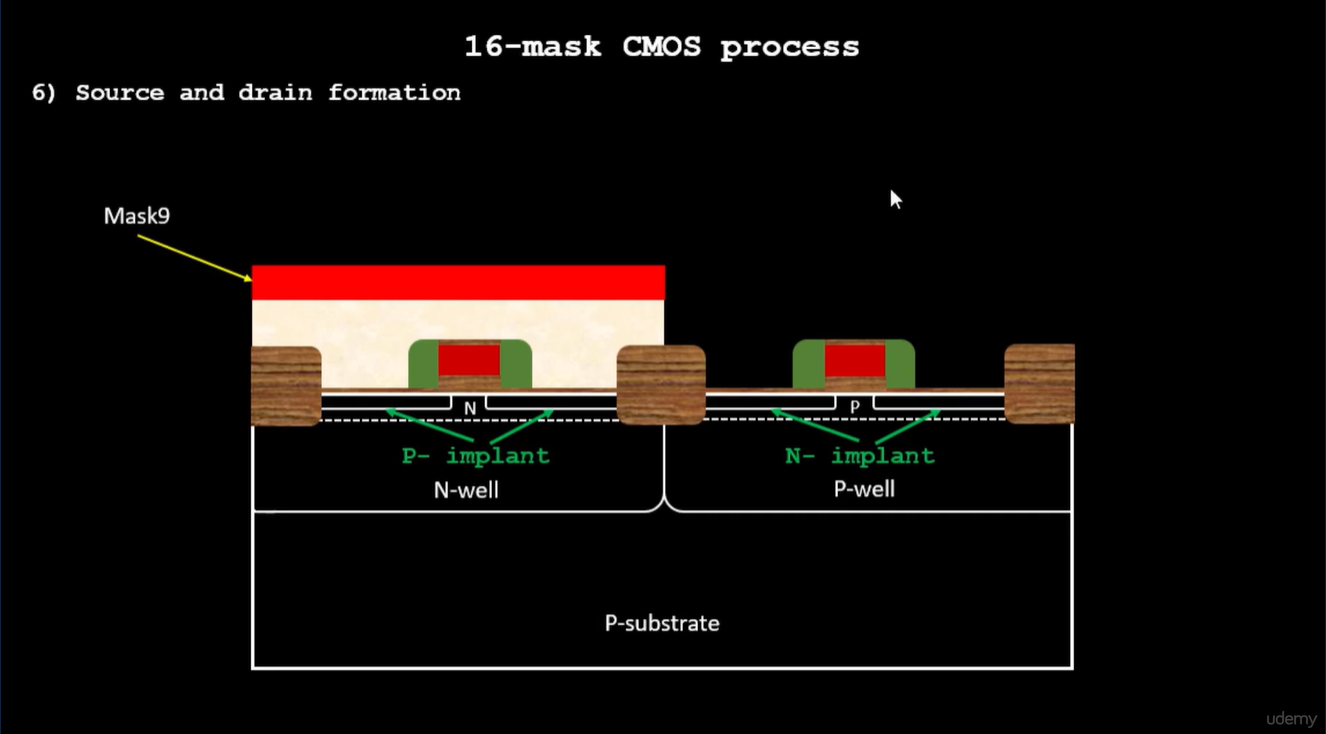 16-mask CMOS process
6) Source and drain formation
Mask9
N
P
P- implant
N- implant
N-well
P-well
P-substrate
udemy